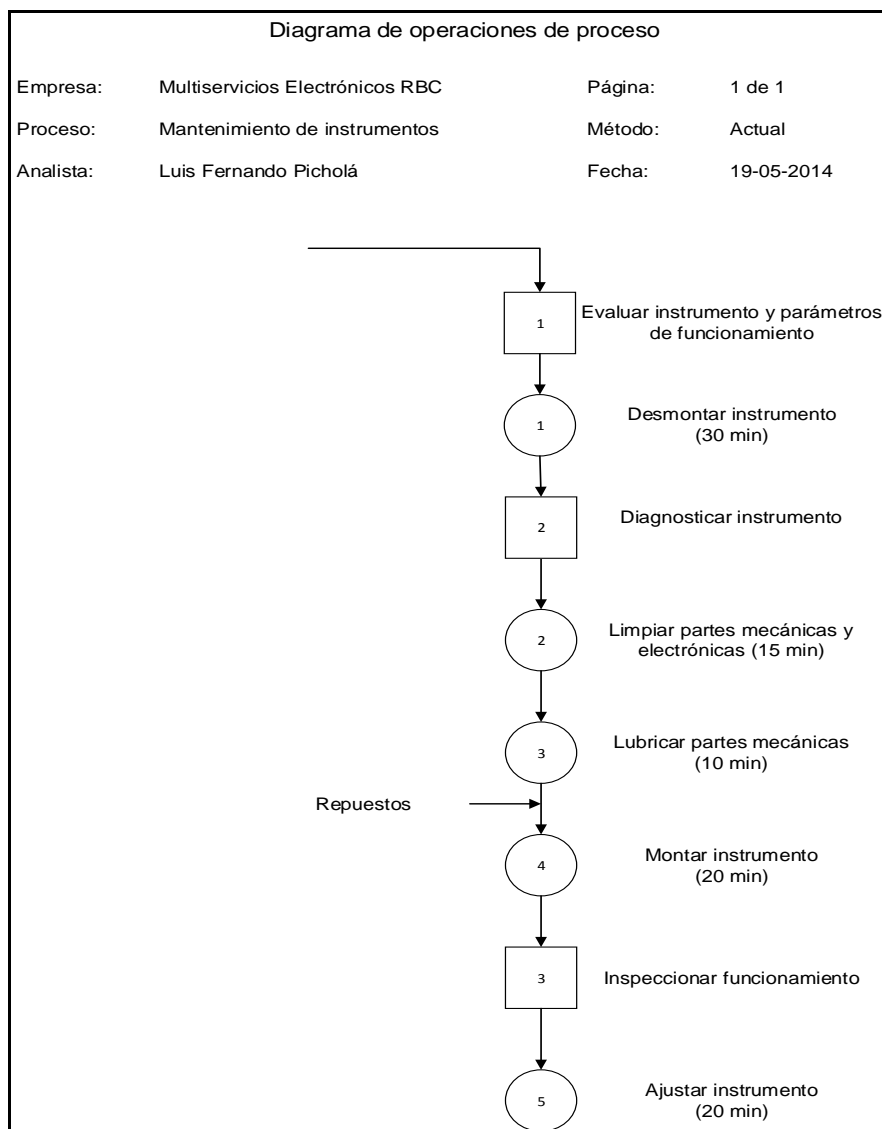 Diagrama de operaciones de proceso
Empresa: Multiservicios Electrónicos RBC Página: 1 de 1
Proceso: Mantenimiento de instrumentos Método: Actual
Analista: Luis Fernando Picholá Fecha: 19-05-2014
1
Evaluar instrumento y parámetros
de funcionamiento
1
Desmontar instrumento
(30 min)
2
Diagnosticar instrumento
2
Limpiar partes mecánicas y
electrónicas (15 min)
3
Lubricar partes mecánicas
(10 min)
Repuestos
4
Montar instrumento
(20 min)
3
Inspeccionar funcionamiento
5
Ajustar instrumento
(20 min)